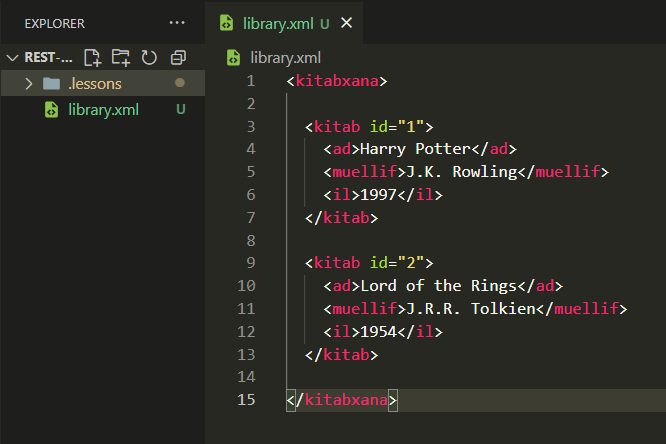 EXPLORER ...
REST-...
.lessons
library.xml U
library.xml U
library.xml
1 <kitabxana>
2
3 <kitab id="1">
4 <ad>Harry Potter</ad>
5 <muellif>J.K. Rowling</muellif>
6 <il>1997</il>
7 </kitab>
8
9 <kitab id="2">
10 <ad>Lord of the Rings</ad>
11 <muellif>J.R.R. Tolkien</muellif>
12 <il>1954</il>
13 </kitab>
14
15 </kitabxana>